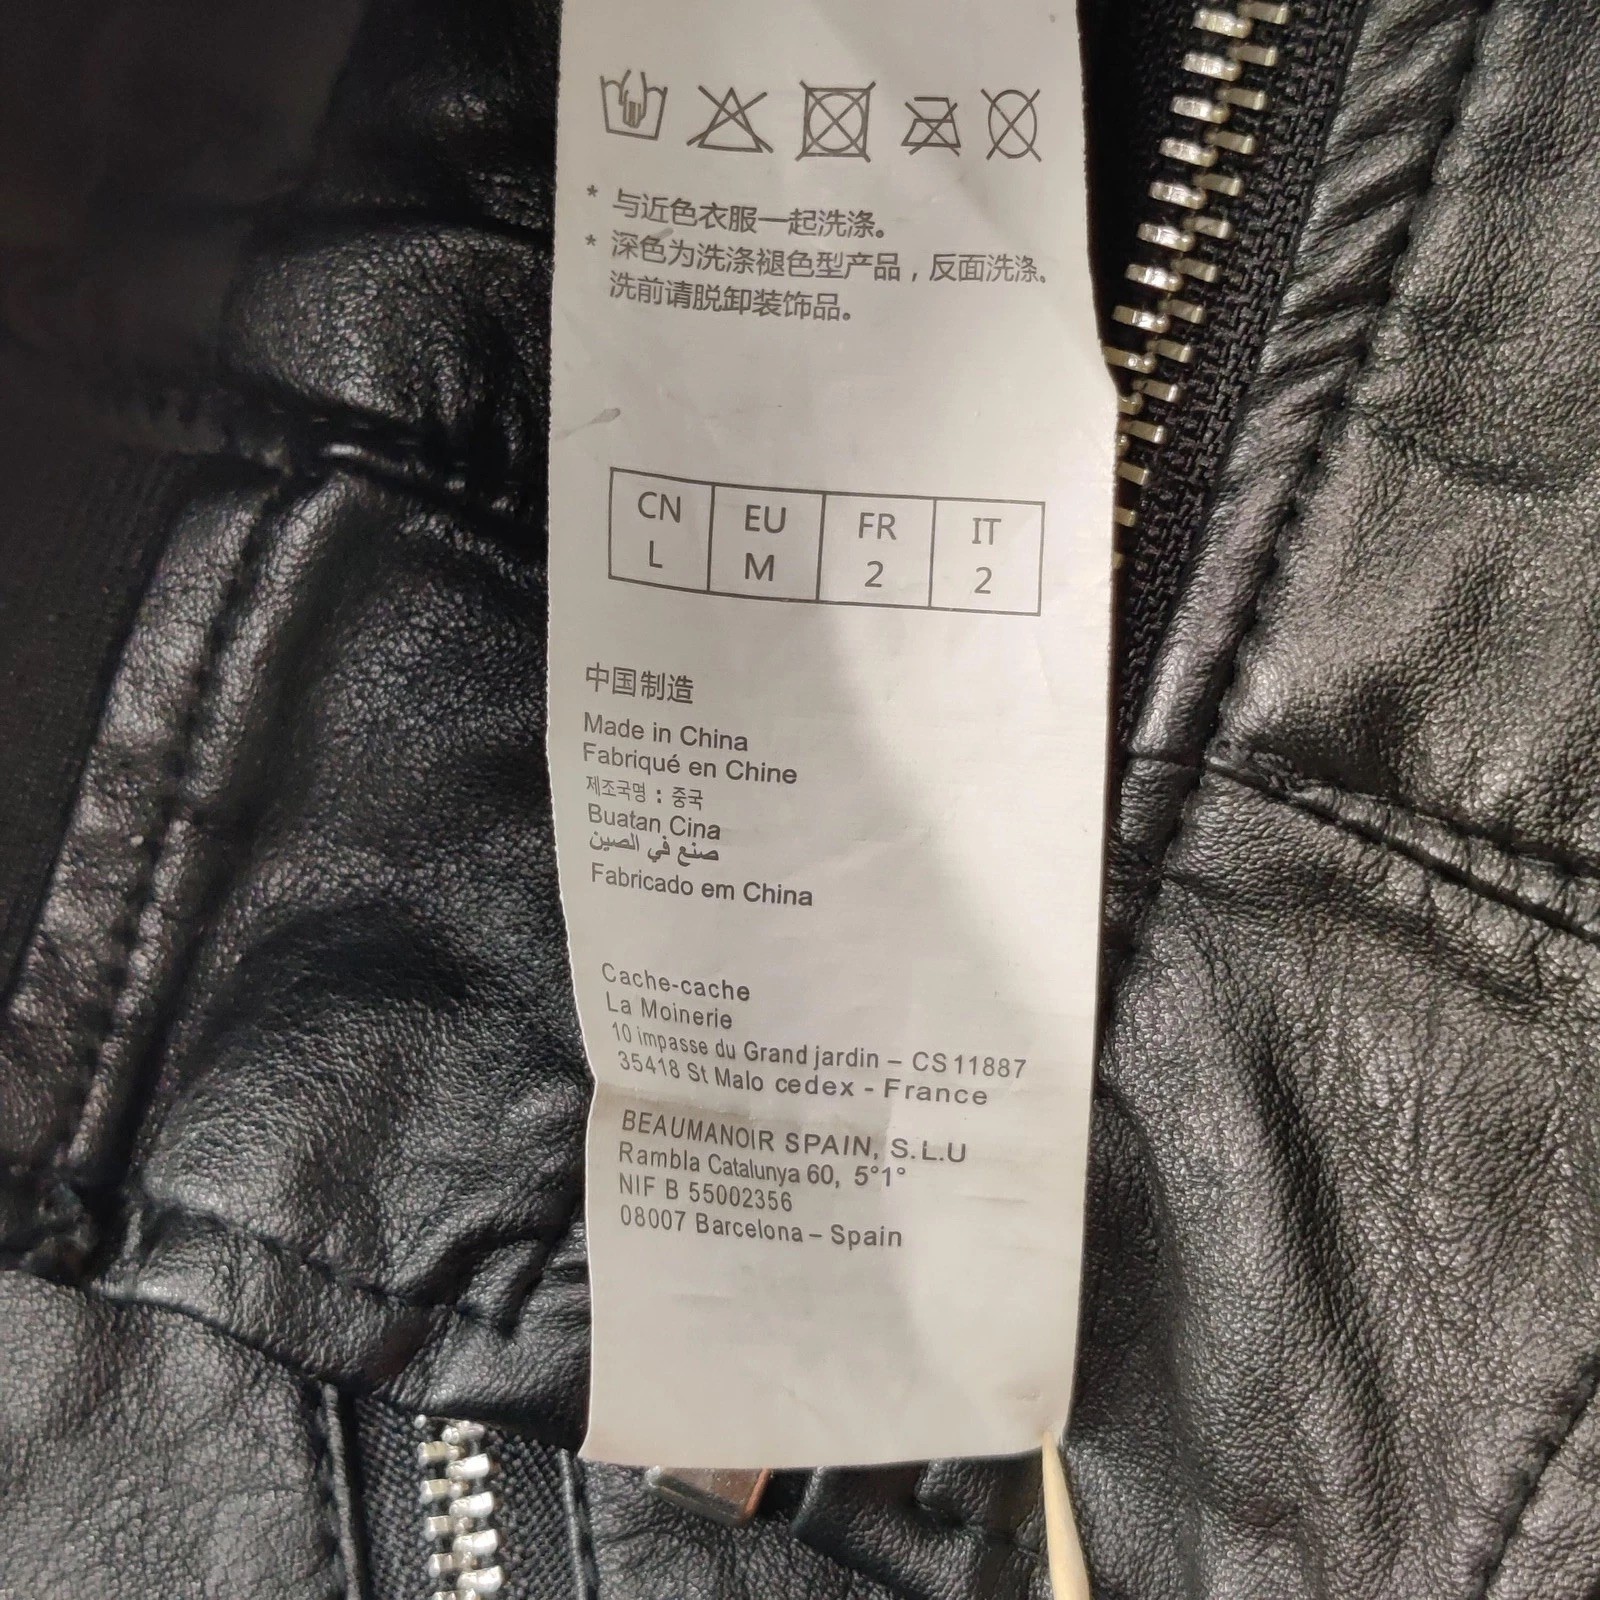 * 与近色衣服一起洗涤。
* 深色为洗涤褪色型产品，反面洗涤。
洗前请脱卸装饰品。
CN EU FR IT
L M 2 2
中国制造
Made in China
Fabriqué en Chine
제조국명 : 중국
Buatan Cina
صنع في الصين
Fabricado em China
Cache-cache
La Moinerie
10 impasse du Grand jardin – CS11887
35418 St Malo cedex - France
BEAUMANOIR SPAIN, S.L.U
Rambla Catalunya 60, 5°1°
NIF B 55002356
08007 Barcelona – Spain